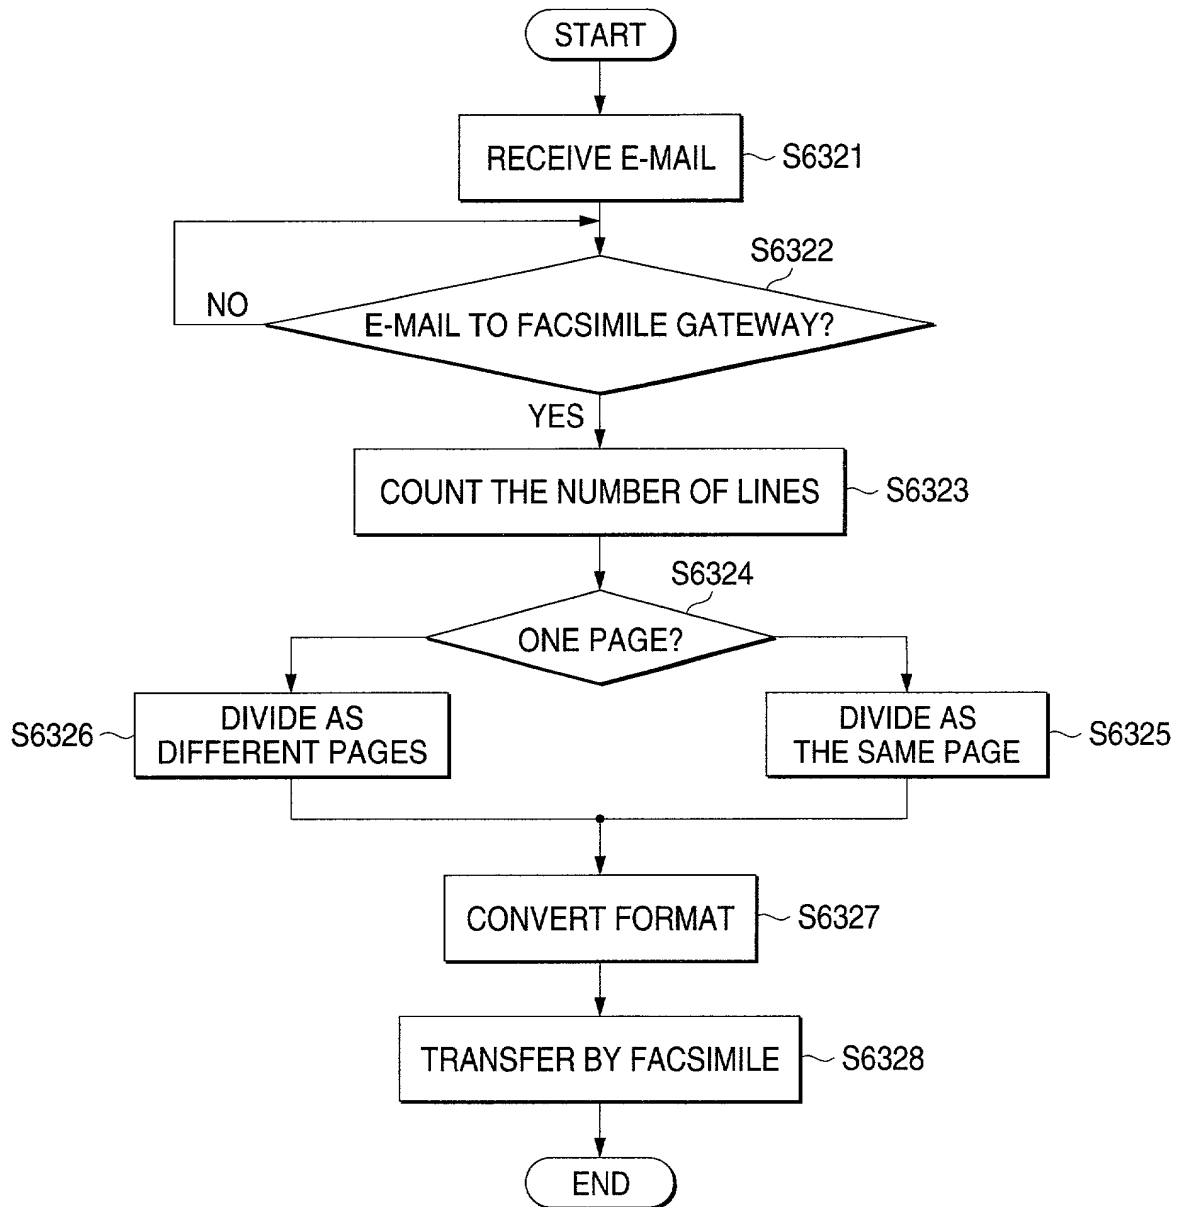 START
RECEIVE E-MAIL
S6321
S6322
NO
E-MAIL TO FACSIMILE GATEWAY?
YES
COUNT THE NUMBER OF LINES
S6323
S6324
ONE PAGE?
S6326
DIVIDE AS
DIFFERENT PAGES
DIVIDE AS
THE SAME PAGE
S6325
CONVERT FORMAT
S6327
TRANSFER BY FACSIMILE
S6328
END